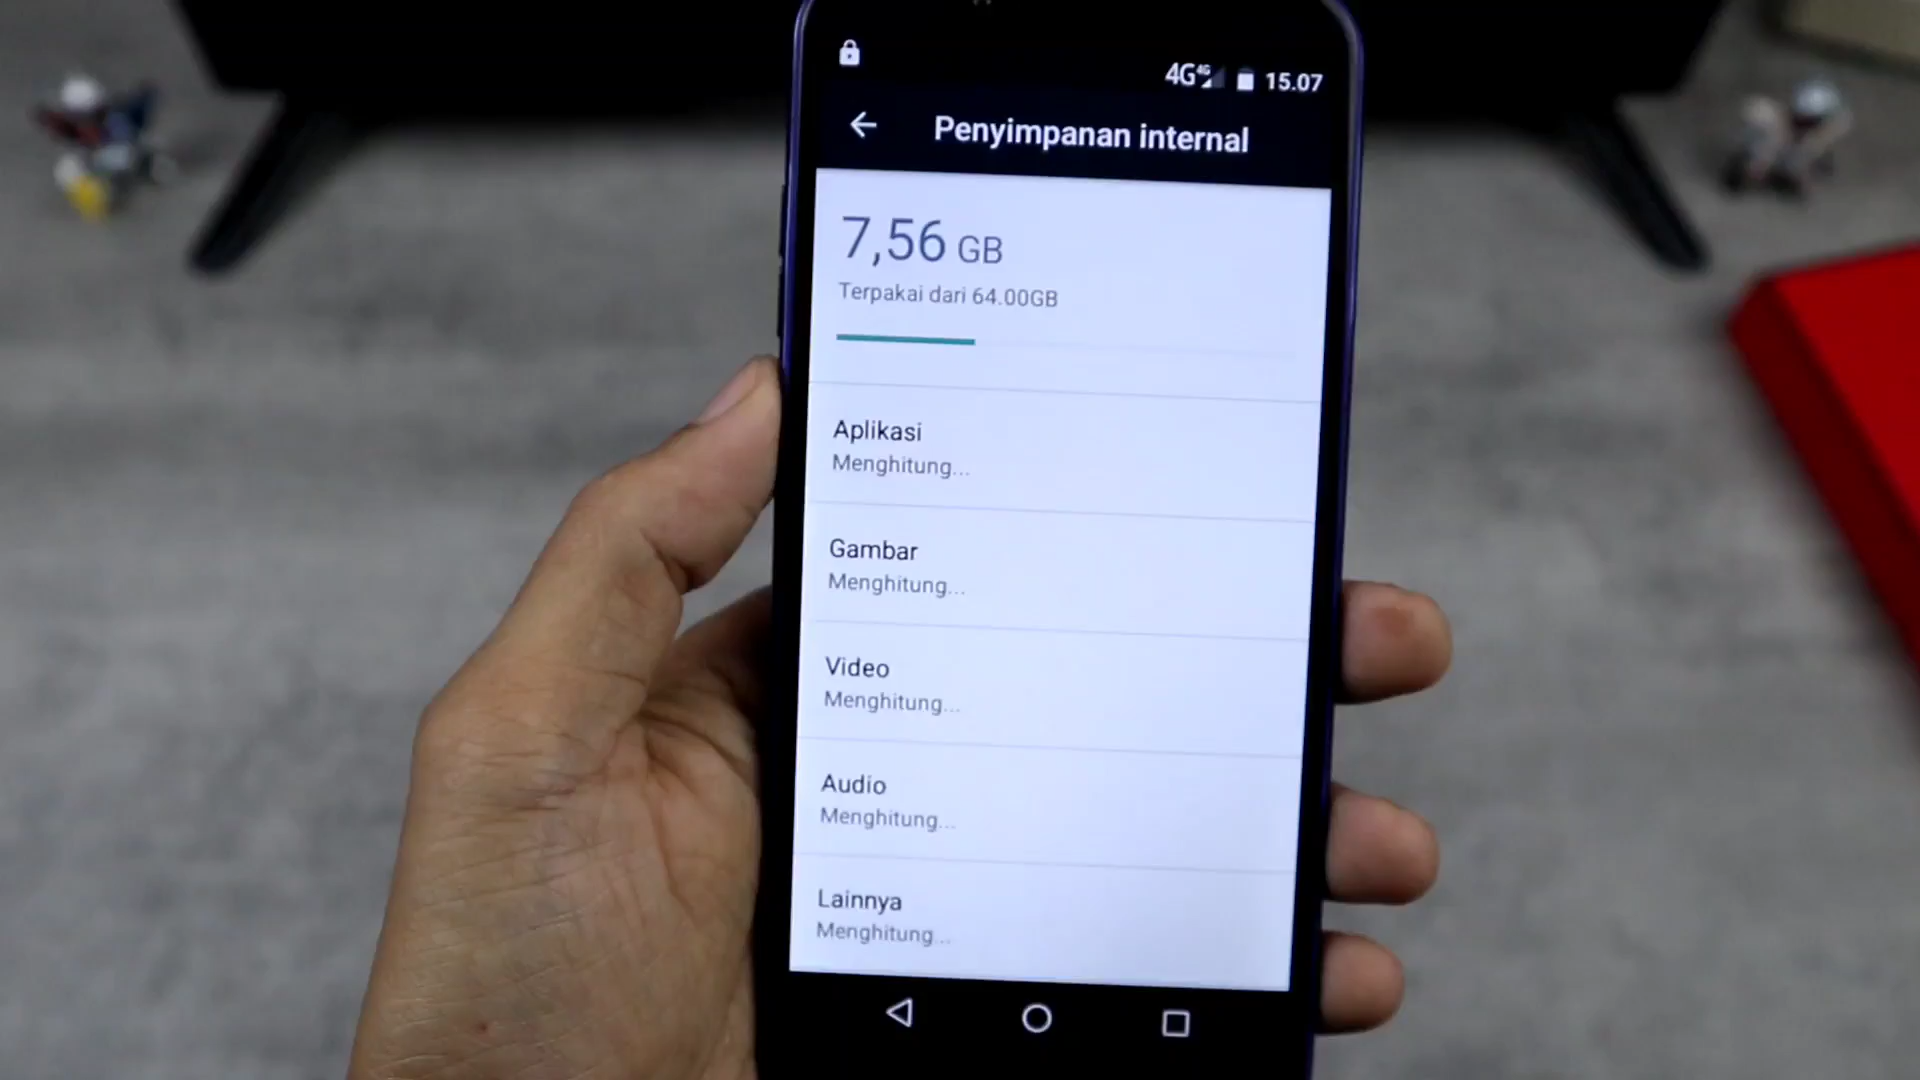 4G 4G 15.07
Penyimpanan internal
7,56 GB
Terpakai dari 64.00GB
Aplikasi
Menghitung...
Gambar
Menghitung...
Video
Menghitung...
Audio
Menghitung...
Lainnya
Menghitung...